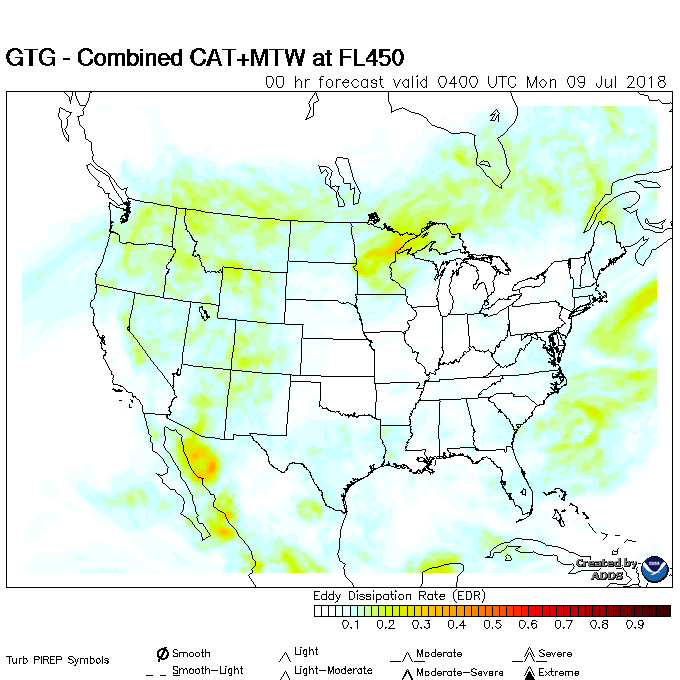 GTG - Combined CAT+MTW at FL450
00 hr forecast valid 0400 UTC Mon 09 Jul 2018
Created by
ADDS
NOAA
Eddy Dissipation Rate (EDR)
0.1 0.2 0.3 0.4 0.5 0.6 0.7 0.8 0.9
Turb PIREP Symbols
Smooth Light Moderate Severe
Smooth-Light Light-Moderate Moderate-Severe Extreme